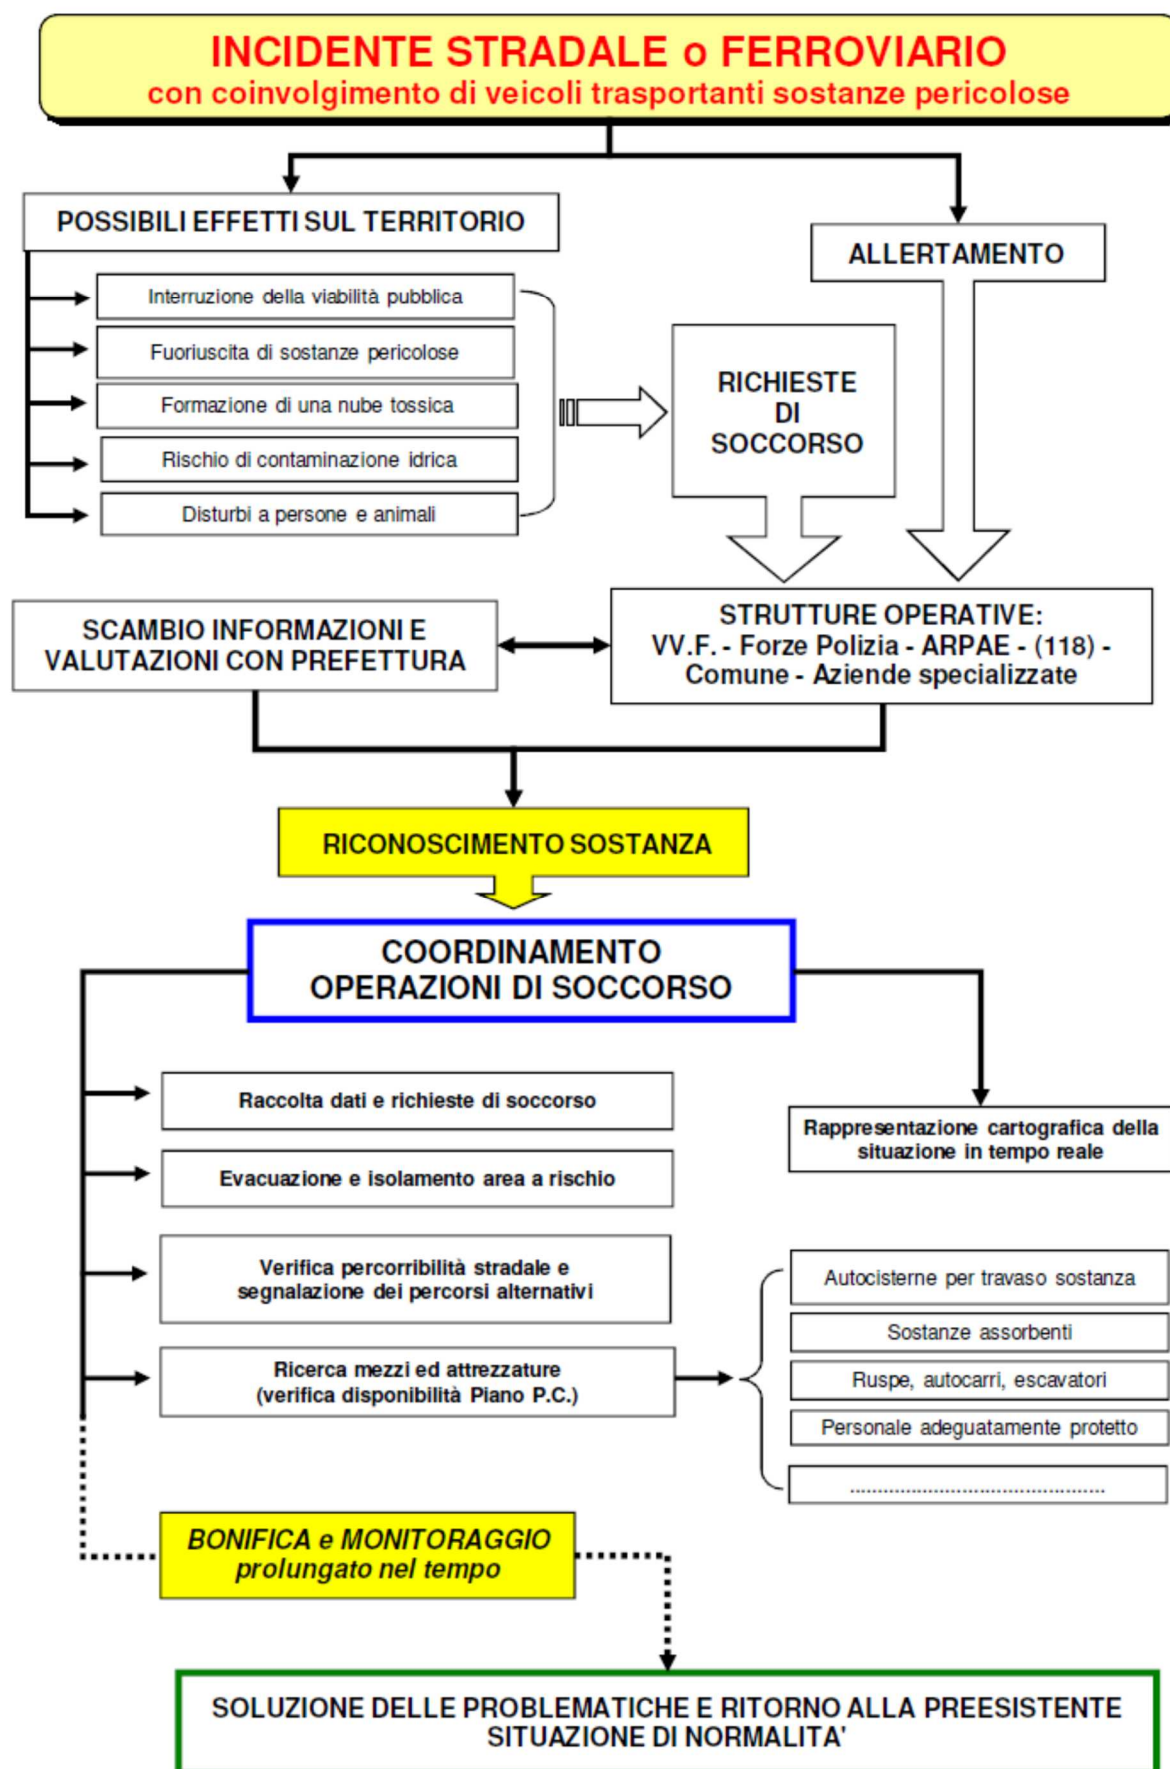 INCIDENTE STRADALE o FERROVIARIO
con coinvolgimento di veicoli trasportanti sostanze pericolose
POSSIBILI EFFETTI SUL TERRITORIO
ALLERTAMENTO
Interruzione della viabilità pubblica
Fuoriuscita di sostanze pericolose
Formazione di una nube tossica
Rischio di contaminazione idrica
Disturbi a persone e animali
RICHIESTE
DI
SOCCORSO
SCAMBIO INFORMAZIONI E
VALUTAZIONI CON PREFETTURA
STRUTTURE OPERATIVE:
VV.F. - Forze Polizia - ARPAE - (118) -
Comune - Aziende specializzate
RICONOSCIMENTO SOSTANZA
COORDINAMENTO
OPERAZIONI DI SOCCORSO
Raccolta dati e richieste di soccorso
Evacuazione e isolamento area a rischio
Verifica percorribilità stradale e
segnalazione dei percorsi alternativi
Ricerca mezzi ed attrezzature
(verifica disponibilità Piano P.C.)
Rappresentazione cartografica della
situazione in tempo reale
Autocisterne per travaso sostanza
Sostanze assorbenti
Ruspe, autocarri, escavatori
Personale adeguatamente protetto
..............................................
BONIFICA e MONITORAGGIO
prolungato nel tempo
SOLUZIONE DELLE PROBLEMATICHE E RITORNO ALLA PREESISTENTE
SITUAZIONE DI NORMALITA'